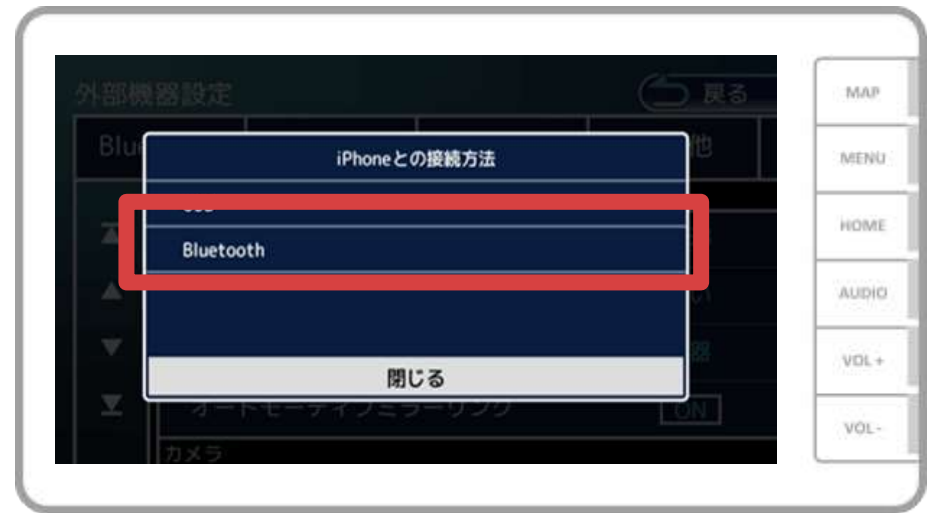 外部機器設定
戻る
Blu
他
iPhoneとの接続方法
Bluetooth
い
器
閉じる
オートモーティブミラーリング
ON
カメラ
MAP
MENU
HOME
AUDIO
VOL+
VOL-